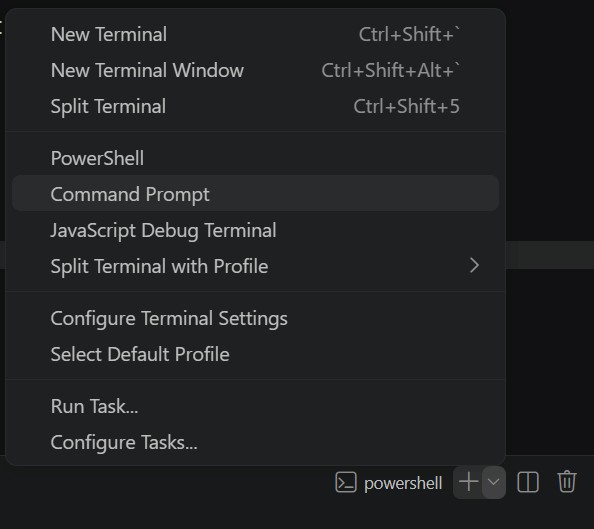 New Terminal Ctrl+Shift+`
New Terminal Window Ctrl+Shift+Alt+`
Split Terminal Ctrl+Shift+5
PowerShell
Command Prompt
JavaScript Debug Terminal
Split Terminal with Profile
Configure Terminal Settings
Select Default Profile
Run Task...
Configure Tasks...
powershell